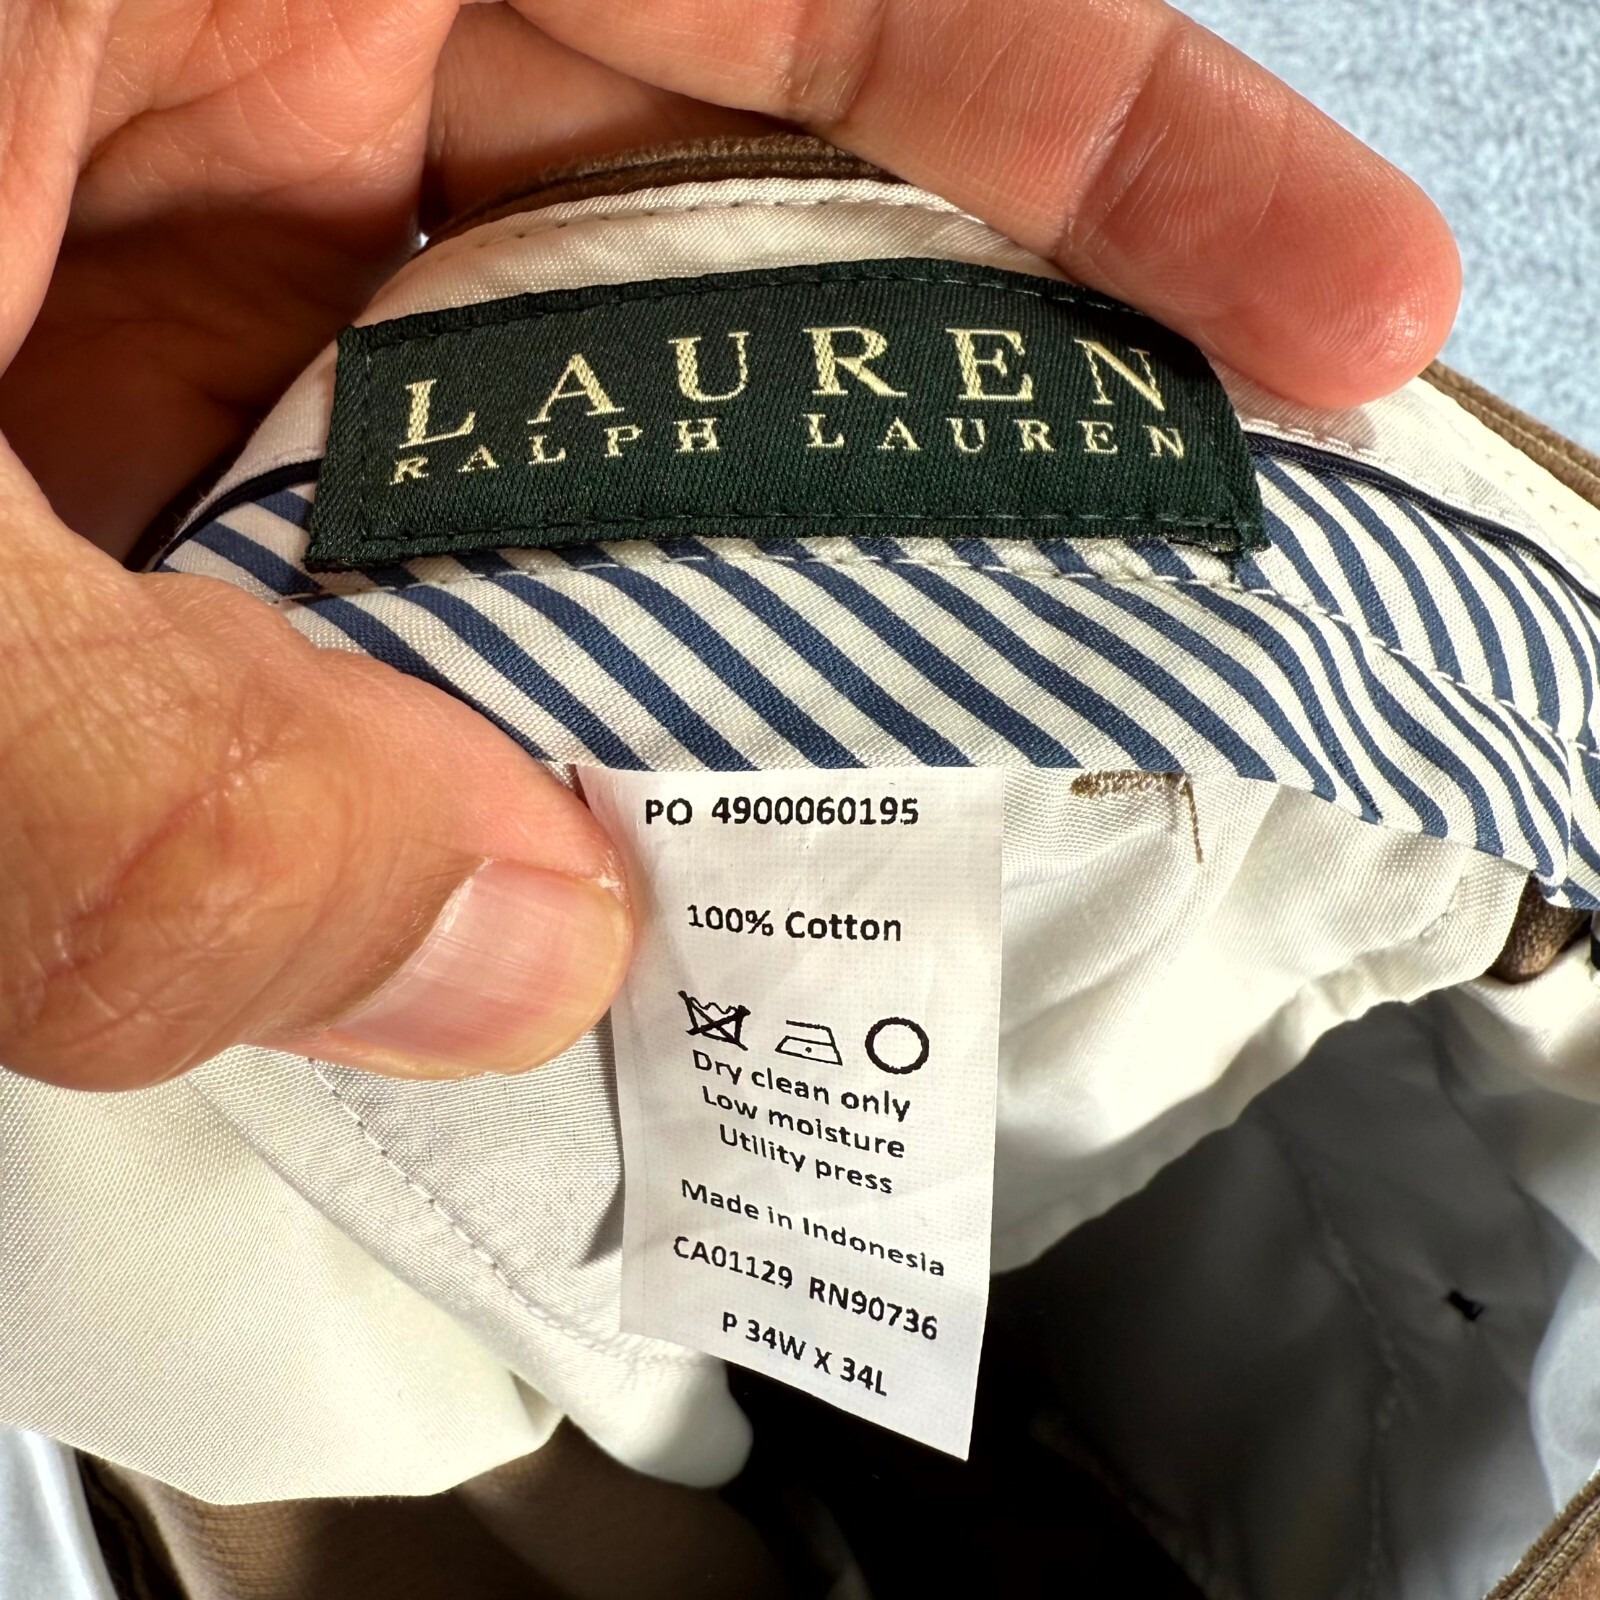 LAUREN
RALPH LAUREN
PO 4900060195
100% Cotton
Dry clean only
Low moisture
Utility press
Made in Indonesia
CA01129 RN90736
P 34W X 34L